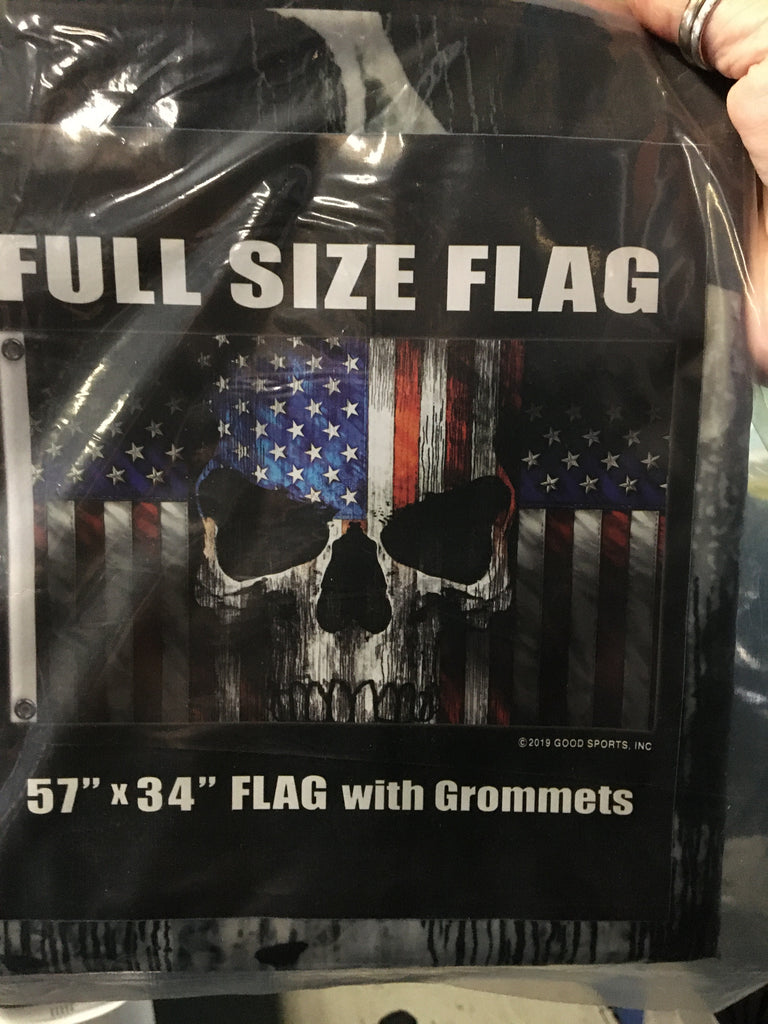 FULL SIZE FLAG
©2019 GOOD SPORTS, INC
57" x 34" FLAG with Grommets